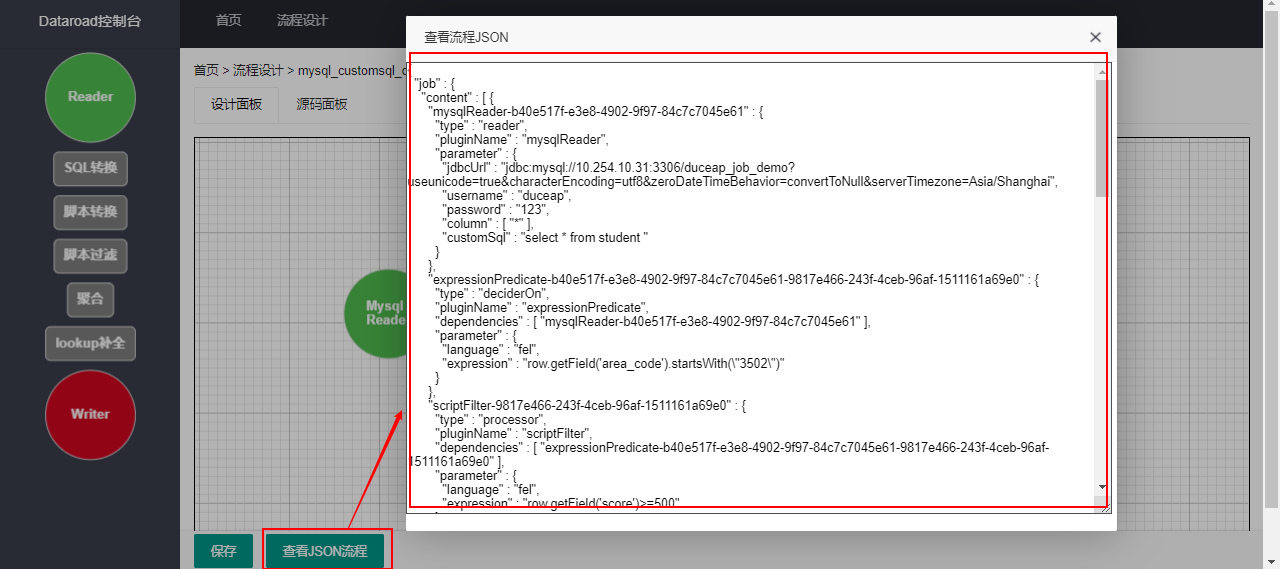 Dataroad控制台
首页
流程设计
Reader
SQL转换
脚本转换
脚本过滤
聚合
lookup补全
Writer
首页 > 流程设计 > mysql_customsql_
设计面板
源码面板
Mysql
Reade
保存
查看JSON流程
查看流程JSON
"job" : {
"content" : [ {
"mysqlReader-b40e517f-e3e8-4902-9f97-84c7c7045e61" : {
"type" : "reader",
"pluginName" : "mysqlReader",
"parameter" : {
"jdbcUrl" : "jdbc:mysql://10.254.10.31:3306/duceap_job_demo?
useunicode=true&characterEncoding=utf8&zeroDateTimeBehavior=convertToNull&serverTimezone=Asia/Shanghai",
"username" : "duceap",
"password" : "123",
"column" : [ "*" ],
"customSql" : "select * from student "
}
},
"expressionPredicate-b40e517f-e3e8-4902-9f97-84c7c7045e61-9817e466-243f-4ceb-96af-1511161a69e0" : {
"type" : "deciderOn",
"pluginName" : "expressionPredicate",
"dependencies" : [ "mysqlReader-b40e517f-e3e8-4902-9f97-84c7c7045e61" ],
"parameter" : {
"language" : "fel",
"expression" : "row.getField('area_code').startsWith(\"3502\")"
}
},
"scriptFilter-9817e466-243f-4ceb-96af-1511161a69e0" : {
"type" : "processor",
"pluginName" : "scriptFilter",
"dependencies" : [ "expressionPredicate-b40e517f-e3e8-4902-9f97-84c7c7045e61-9817e466-243f-4ceb-96af-
1511161a69e0" ],
"parameter" : {
"language" : "fel",
"expression" : "row.getField('score')>=500"